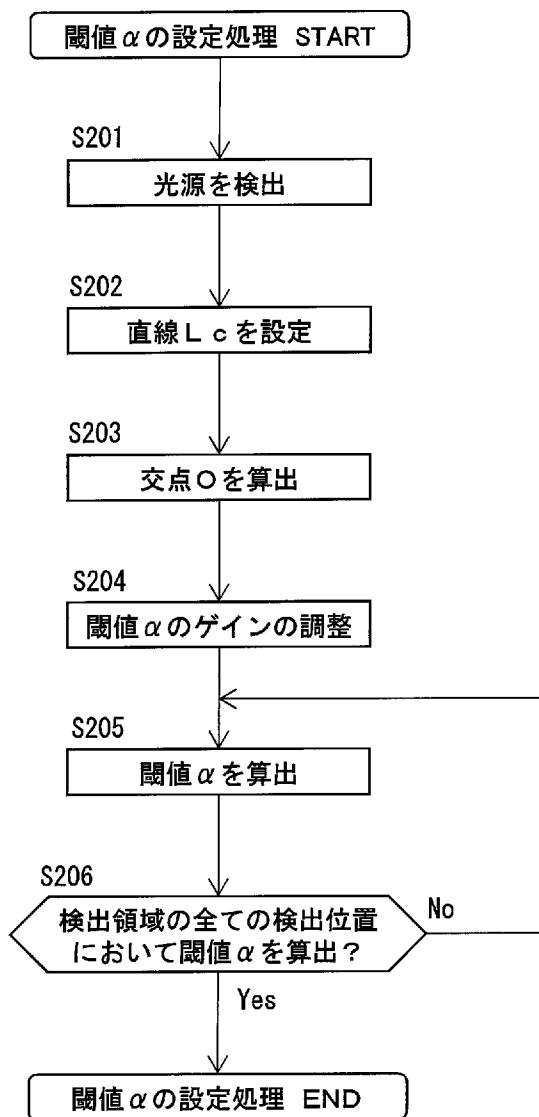 閾値αの設定処理 START
S201
光源を検出
S202
直線Lcを設定
S203
交点Oを算出
S204
閾値αのゲインの調整
S205
閾値αを算出
S206
検出領域の全ての検出位置
において閾値αを算出?
No
Yes
閾値αの設定処理 END